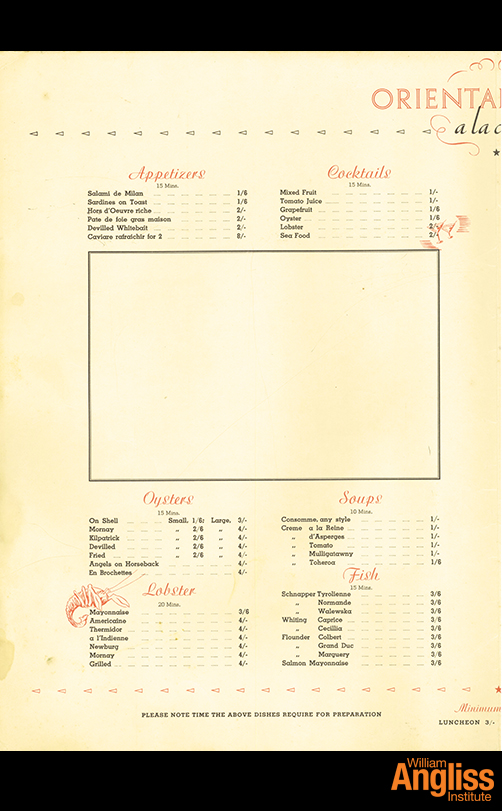 ORIENTA
a la c
Appetizers
15 Mins.
Salami de Milan 1/6
Sardines on Toast 1/6
Hors d'Oeuvre riche 2/-
Pate de foie gras maison 2/-
Devilled Whitebait 2/-
Caviare rafraichir for 2 8/-
Cocktails
15 Mins.
Mixed Fruit 1/-
Tomato Juice 1/-
Grapefruit 1/6
Oyster 1/6
Lobster 2/-
Sea Food 2/-
Oysters
15 Mins.
On Shell Small, 1/6; Large, 3/-
Mornay ,, 2/6 ,, 4/-
Kilpatrick ,, 2/6 ,, 4/-
Devilled ,, 2/6 ,, 4/-
Fried ,, 2/6 ,, 4/-
Angels on Horseback 4/-
En Brochettes 4/-
Lobster
20 Mins.
Mayonnaise 3/6
Americaine 4/-
Thermidor 4/-
a l'Indienne 4/-
Newburg 4/-
Mornay 4/-
Grilled 4/-
Soups
10 Mins.
Consomme, any style 1/-
Creme a la Reine 1/-
,, d'Asperges 1/-
,, Tomato 1/-
,, Mulligatawny 1/-
,, Toheroa 1/6
Fish
15 Mins.
Schnapper Tyrolienne 3/6
,, Normande 3/6
,, Walewska 3/6
Whiting Caprice 3/6
,, Cecillia 3/6
Flounder Colbert 3/6
,, Grand Duc 3/6
,, Marguery 3/6
Salmon Mayonnaise 3/6
PLEASE NOTE TIME THE ABOVE DISHES REQUIRE FOR PREPARATION
Minimum
LUNCHEON 3/-
William
Angliss
Institute